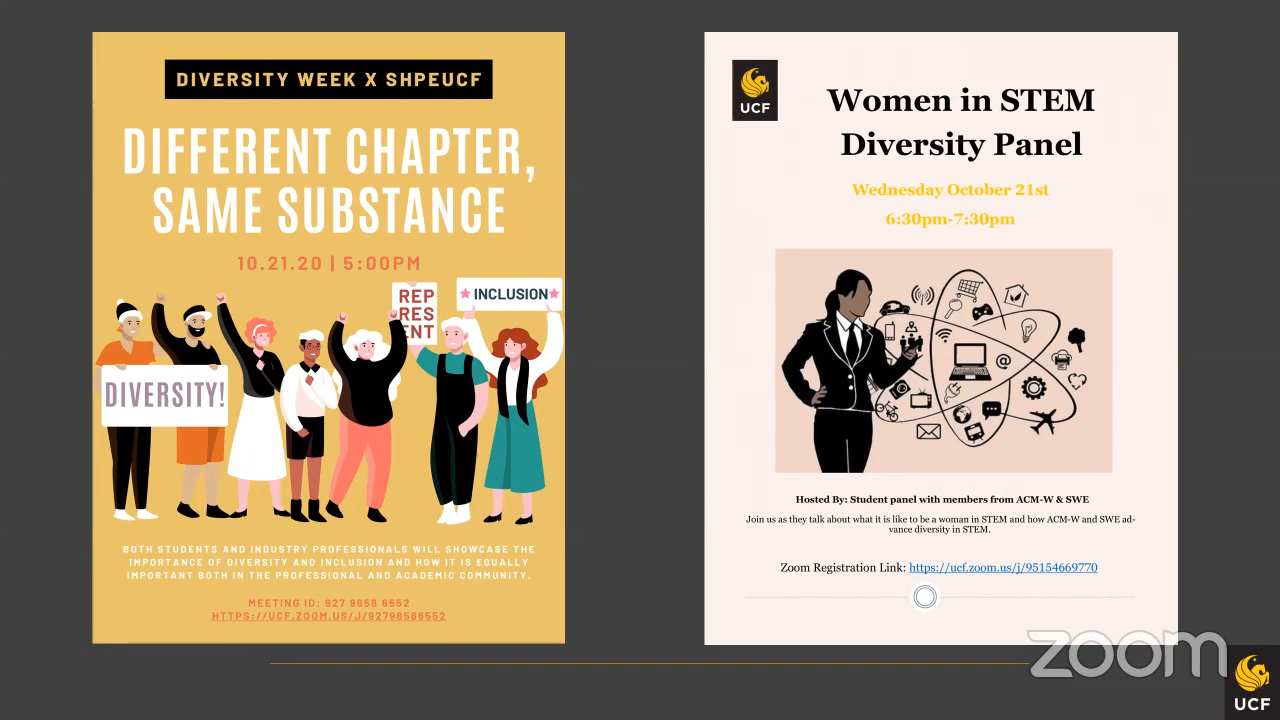 DIVERSITY WEEK X SHPEUCF
DIFFERENT CHAPTER,
SAME SUBSTANCE
10.21.20 | 5:00PM
REP
RES
ENT
INCLUSION
DIVERSITY!
BOTH STUDENTS AND INDUSTRY PROFESSIONALS WILL SHOWCASE THE
IMPORTANCE OF DIVERSITY AND INCLUSION AND HOW IT IS EQUALLY
IMPORTANT BOTH IN THE PROFESSIONAL AND ACADEMIC COMMUNITY.
MEETING ID: 927 9858 6552
HTTPS://UCF.ZOOM.US/J/92798586552
UCF
Women in STEM
Diversity Panel
Wednesday October 21st
6:30pm-7:30pm
@
Hosted By: Student panel with members from ACM-W & SWE
Join us as they talk about what it is like to be a woman in STEM and how ACM-W and SWE ad-
vance diversity in STEM.
Zoom Registration Link: https://ucf.zoom.us/j/95154669770
zoom
UCF